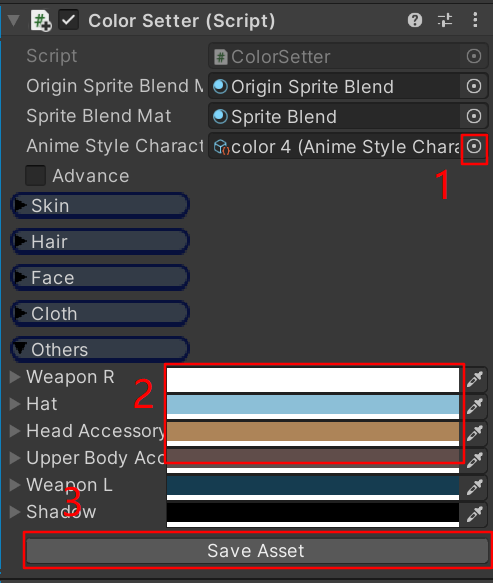 Color Setter (Script)
Script
ColorSetter
Origin Sprite Blend M
Origin Sprite Blend
Sprite Blend Mat
Sprite Blend
Anime Style Charact
color 4 (Anime Style Chara
1
Advance
Skin
Hair
Face
Cloth
Others
Weapon R
2
Hat
Head Accessory
Upper Body Acc
Weapon L
3
Shadow
Save Asset